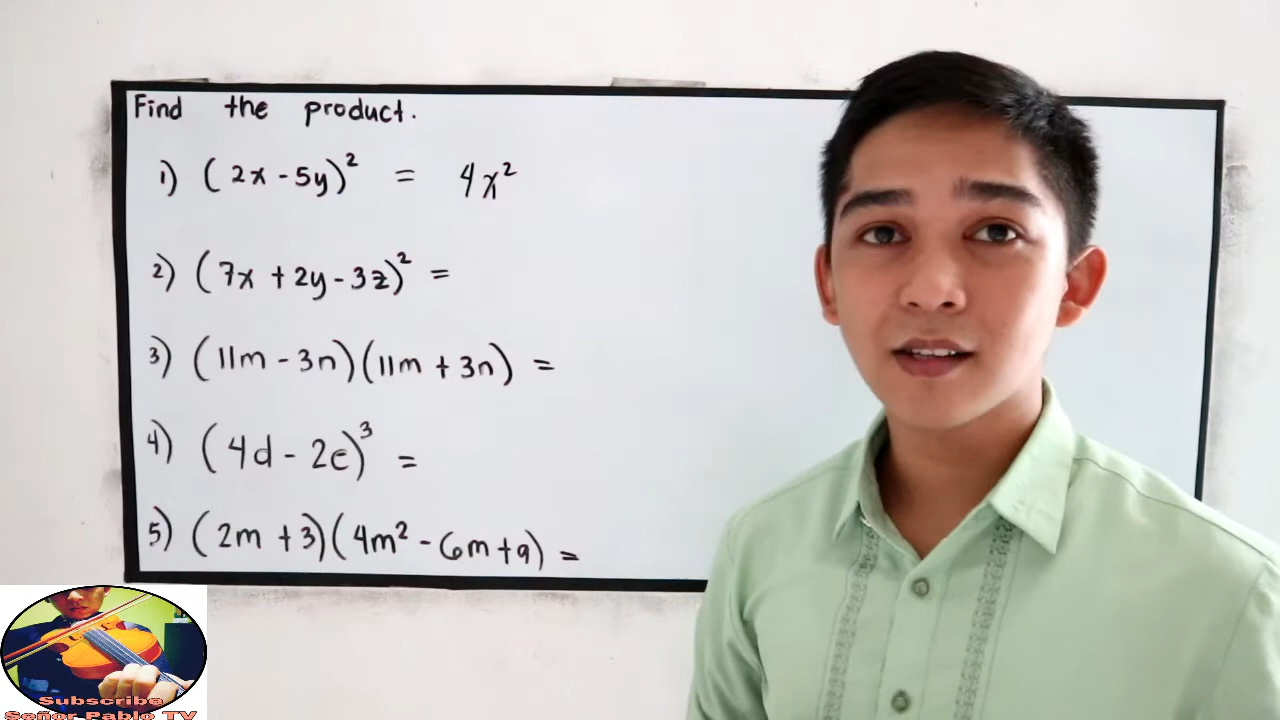 Find the product.
1) (2x - 5y)² = 4x²
2) (7x + 2y - 3z)² =
3) (11m - 3n)(11m + 3n) =
4) (4d - 2e)³ =
5) (2m + 3)(4m² - 6m + 9) =
Subscribe
Señor Pablo TV